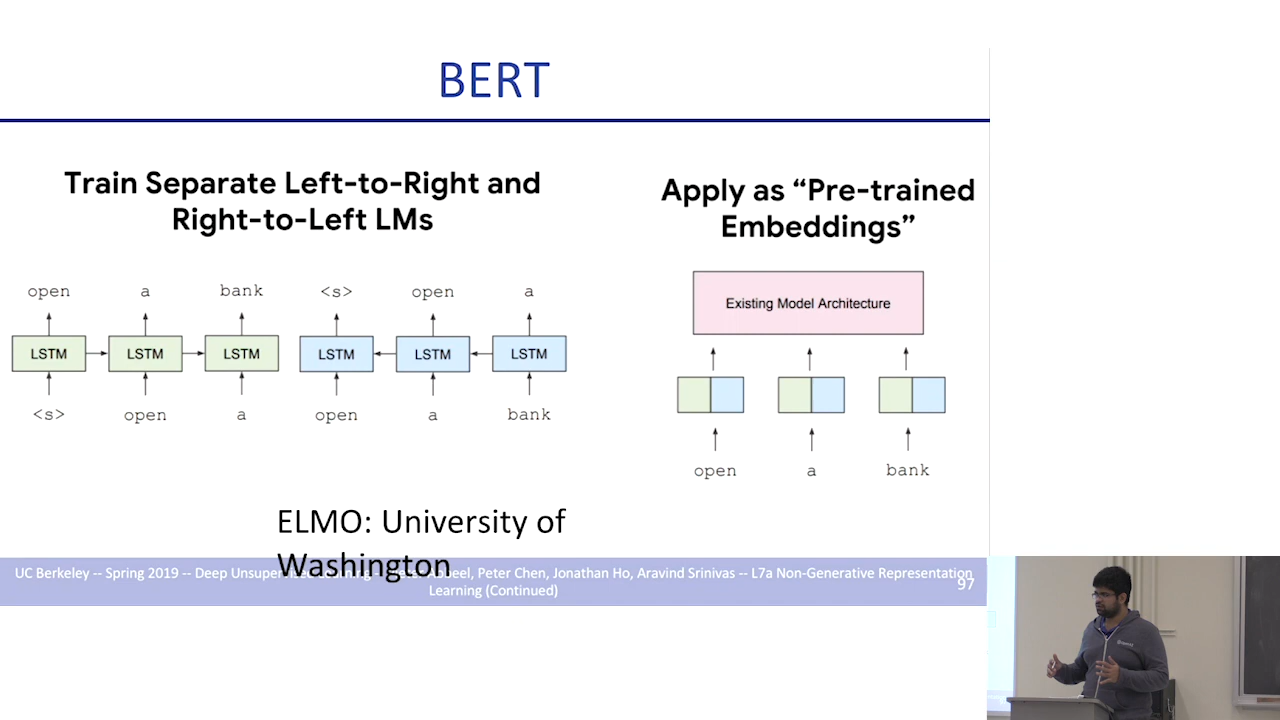 BERT
Train Separate Left-to-Right and
Right-to-Left LMs
Apply as “Pre-trained
Embeddings”
open a bank <s> open a
LSTM LSTM LSTM LSTM LSTM LSTM
<s> open a open a bank
Existing Model Architecture
open a bank
ELMO: University of
Washington
UC Berkeley -- Spring 2019 -- Deep Peter Chen, Jonathan Ho, Aravind Srinivas -- L7a Non-Generative Representation
Learning (Continued)
97